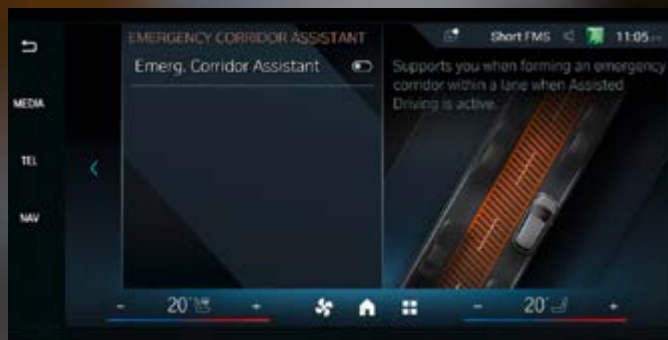 EMERGENCY CORRIDOR ASSISTANT
Short FMS
11:05
Emerg. Corridor Assistant
Supports you when forming an emergency
corridor within a lane when Assisted
Driving is active.
MEDIA
TEL
NAV
- 20° +
- 20° +